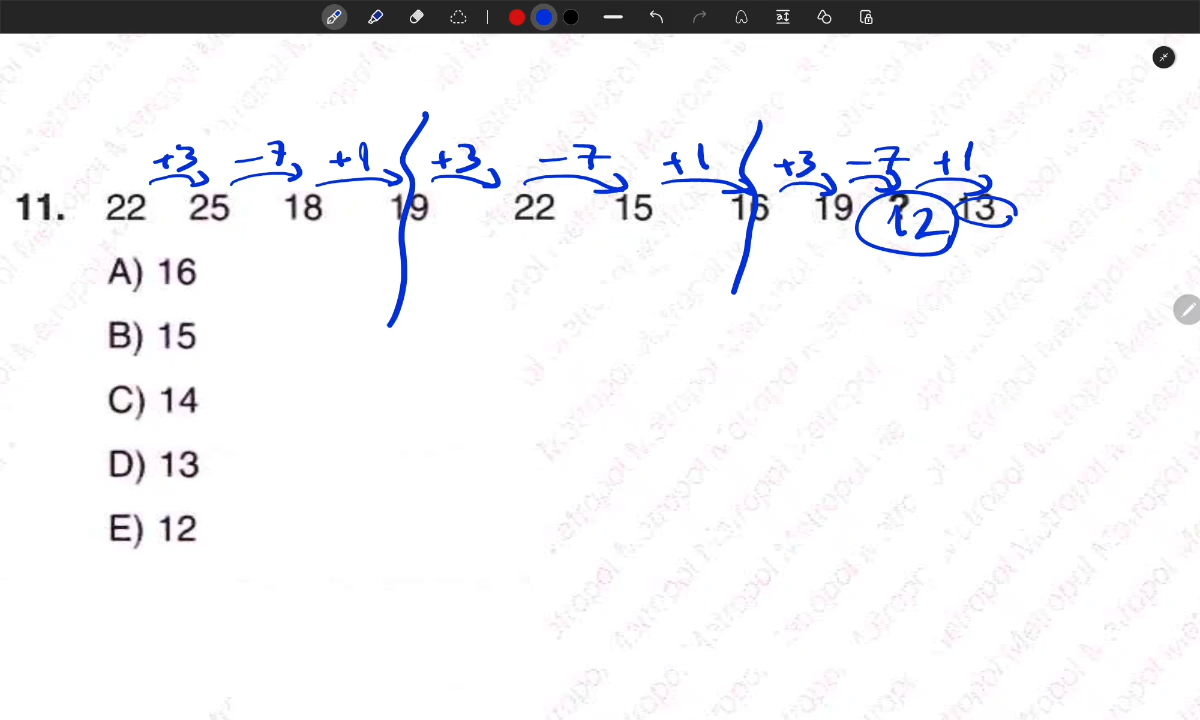 +3 -7 +1 +3 -7 +1 +3 -7 +1
11. 22 25 18 19 22 15 16 19 ? 13
12
A) 16
B) 15
C) 14
D) 13
E) 12